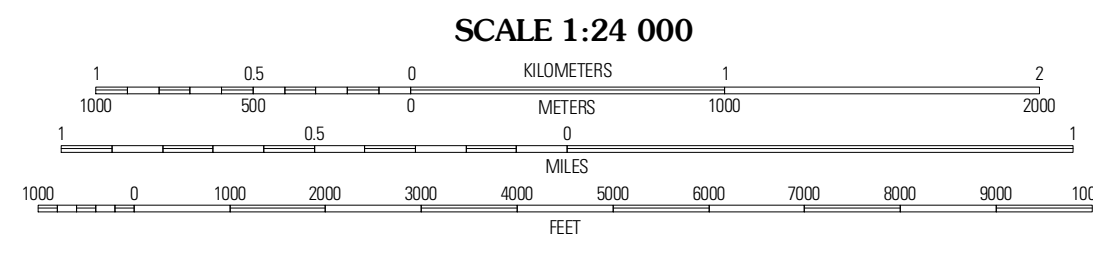 SCALE 1:24 000
1 0.5 0 KILOMETERS 1 2
1000 500 0 METERS 1000 2000
1 0.5 0 1
MILES
1000 0 1000 2000 3000 4000 5000 6000 7000 8000 9000 100
FEET